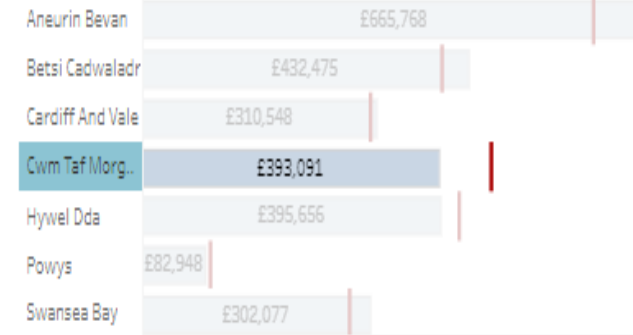 Aneurin Bevan £665,768
Betsi Cadwaladr £432,475
Cardiff And Vale £310,548
Cwm Taf Morg.. £393,091
Hywel Dda £395,656
Powys £82,948
Swansea Bay £302,077